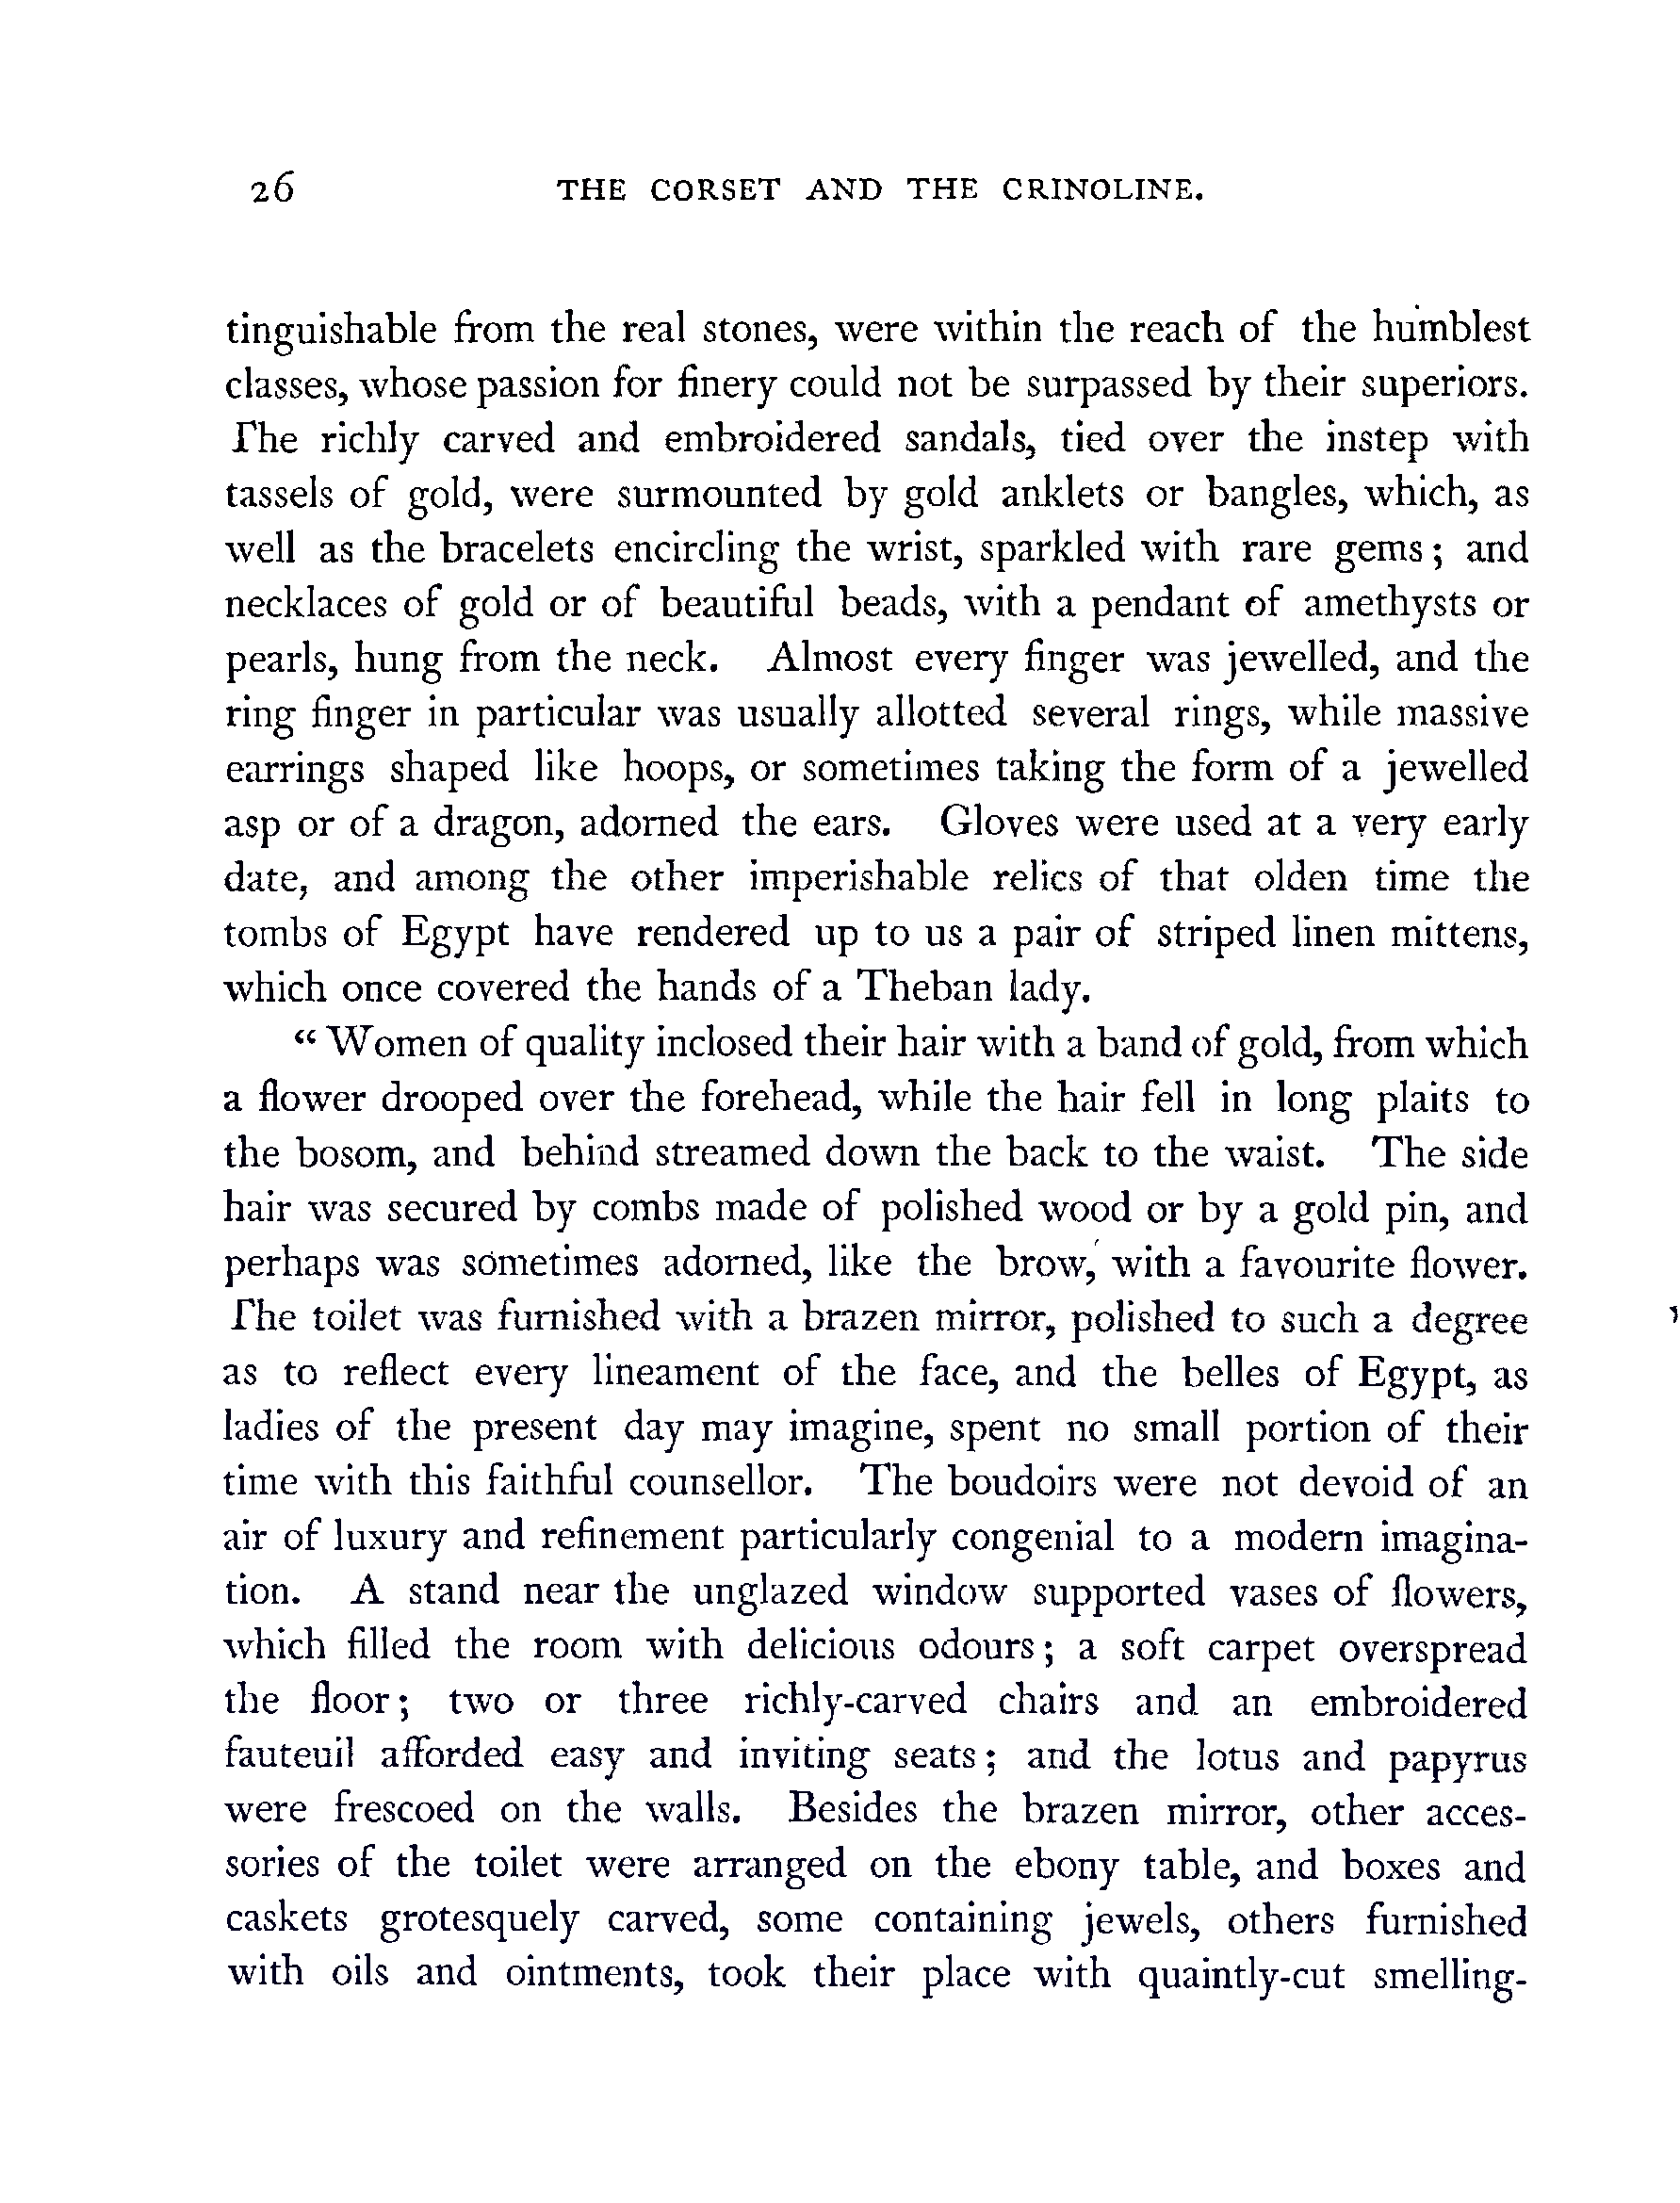 26 THE CORSET AND THE CRINOLINE.
tinguishable from the real stones, were within the reach of the humblest
classes, whose passion for finery could not be surpassed by their superiors.
The richly carved and embroidered sandals, tied over the instep with
tassels of gold, were surmounted by gold anklets or bangles, which, as
well as the bracelets encircling the wrist, sparkled with rare gems; and
necklaces of gold or of beautiful beads, with a pendant of amethysts or
pearls, hung from the neck. Almost every finger was jewelled, and the
ring finger in particular was usually allotted several rings, while massive
earrings shaped like hoops, or sometimes taking the form of a jewelled
asp or of a dragon, adorned the ears. Gloves were used at a very early
date, and among the other imperishable relics of that olden time the
tombs of Egypt have rendered up to us a pair of striped linen mittens,
which once covered the hands of a Theban lady.
“ Women of quality inclosed their hair with a band of gold, from which
a flower drooped over the forehead, while the hair fell in long plaits to
the bosom, and behind streamed down the back to the waist. The side
hair was secured by combs made of polished wood or by a gold pin, and
perhaps was sometimes adorned, like the brow, with a favourite flower.
The toilet was furnished with a brazen mirror, polished to such a degree
as to reflect every lineament of the face, and the belles of Egypt, as
ladies of the present day may imagine, spent no small portion of their
time with this faithful counsellor. The boudoirs were not devoid of an
air of luxury and refinement particularly congenial to a modern imagina-
tion. A stand near the unglazed window supported vases of flowers,
which filled the room with delicious odours; a soft carpet overspread
the floor; two or three richly-carved chairs and an embroidered
fauteuil afforded easy and inviting seats; and the lotus and papyrus
were frescoed on the walls. Besides the brazen mirror, other acces-
sories of the toilet were arranged on the ebony table, and boxes and
caskets grotesquely carved, some containing jewels, others furnished
with oils and ointments, took their place with quaintly-cut smelling-